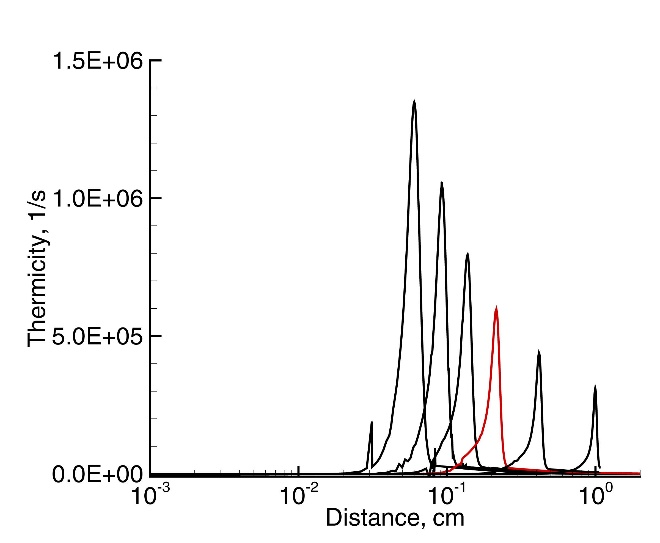 1.5E+06
1.0E+06
5.0E+05
0.0E+00
Thermicity, 1/s
10⁻³ 10⁻² 10⁻¹ 10⁰
Distance, cm